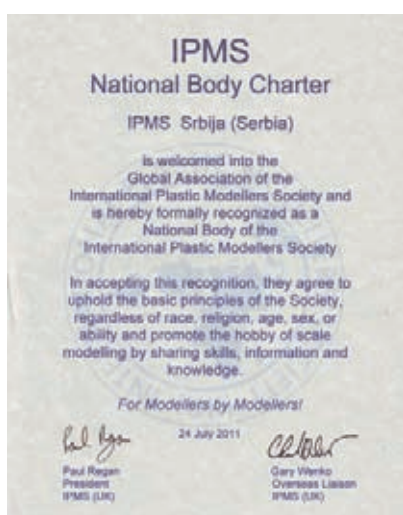 IPMS
National Body Charter
IPMS Srbija (Serbia)
is welcomed into the
Global Association of the
International Plastic Modellers Society and
is hereby formally recognized as a
National Body of the
International Plastic Modellers Society
In accepting this recognition, they agree to
uphold the basic principles of the Society,
regardless of race, religion, age, sex, or
ability and promote the hobby of scale
modelling by sharing skills, information and
knowledge.
For Modellers by Modellers!
24 July 2011
Paul Regan
President
IPMS (UK)
Gary Wenko
Overseas Liaison
IPMS (UK)